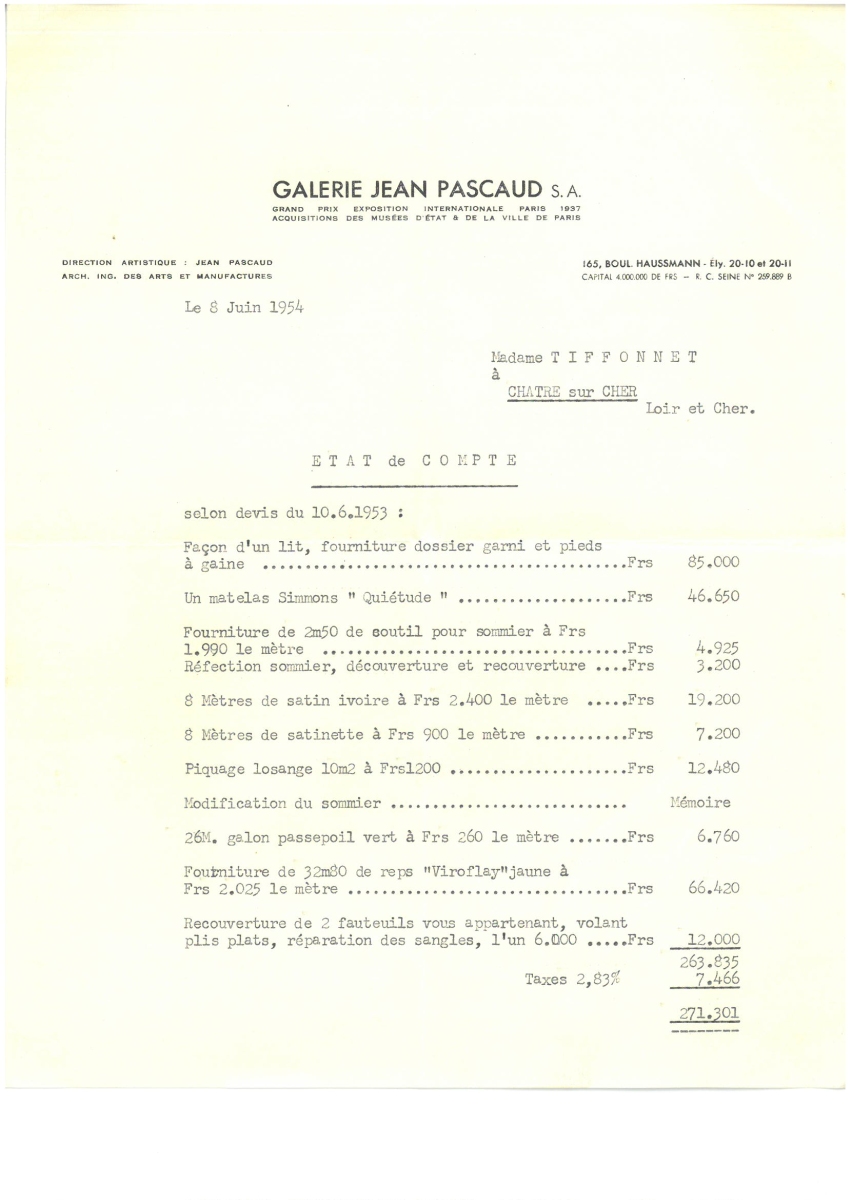 GALERIE JEAN PASCAUD S.A.
GRAND PRIX EXPOSITION INTERNATIONALE PARIS 1937
ACQUISITIONS DES MUSÉES D'ÉTAT & DE LA VILLE DE PARIS
DIRECTION ARTISTIQUE : JEAN PASCAUD
ARCH. ING. DES ARTS ET MANUFACTURES
165, BOUL. HAUSSMANN - Ély. 20-10 et 20-11
CAPITAL 4.000.000 DE FRS — R. C. SEINE N° 259.889 B
Le 8 Juin 1954
Madame T I F F O N N E T
à
CHATRE sur CHER
Loir et Cher.
E T A T de C O M P T E
selon devis du 10.6.1953 :
Façon d'un lit, fourniture dossier garni et pieds
à gaine ..........................................Frs 85.000
Un matelas Simmons " Quiétude " ...................Frs 46.650
Fourniture de 2m50 de coutil pour sommier à Frs
1.990 le mètre ...................................Frs 4.925
Réfection sommier, découverture et recouverture ....Frs 3.200
8 Mètres de satin ivoire à Frs 2.400 le mètre .....Frs 19.200
8 Mètres de satinette à Frs 900 le mètre ...........Frs 7.200
Piquage losange 10m2 à Frs1200 ....................Frs 12.480
Modification du sommier ........................... Mémoire
26M. galon passepoil vert à Frs 260 le mètre .......Frs 6.760
Fourniture de 32m80 de reps "Viroflay"jaune à
Frs 2.025 le mètre ................................Frs 66.420
Recouverture de 2 fauteuils vous appartenant, volant
plis plats, réparation des sangles, l'un 6.000 .....Frs 12.000
263.835
Taxes 2,83% 7.466
271.301